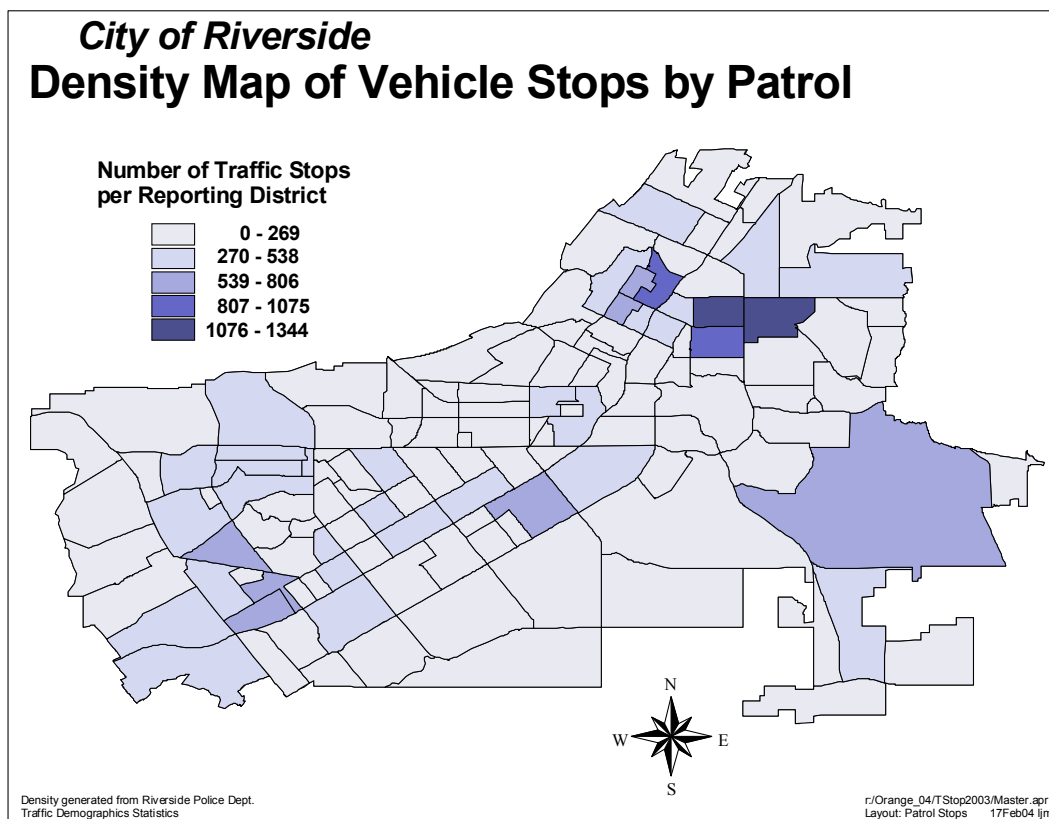 City of Riverside
Density Map of Vehicle Stops by Patrol
Number of Traffic Stops
per Reporting District
0 - 269
270 - 538
539 - 806
807 - 1075
1076 - 1344
N
W
E
S
Density generated from Riverside Police Dept.
Traffic Demographics Statistics
r:/Orange_04/TStop2003/Master.apr
Layout: Patrol Stops 17Feb04 ljm